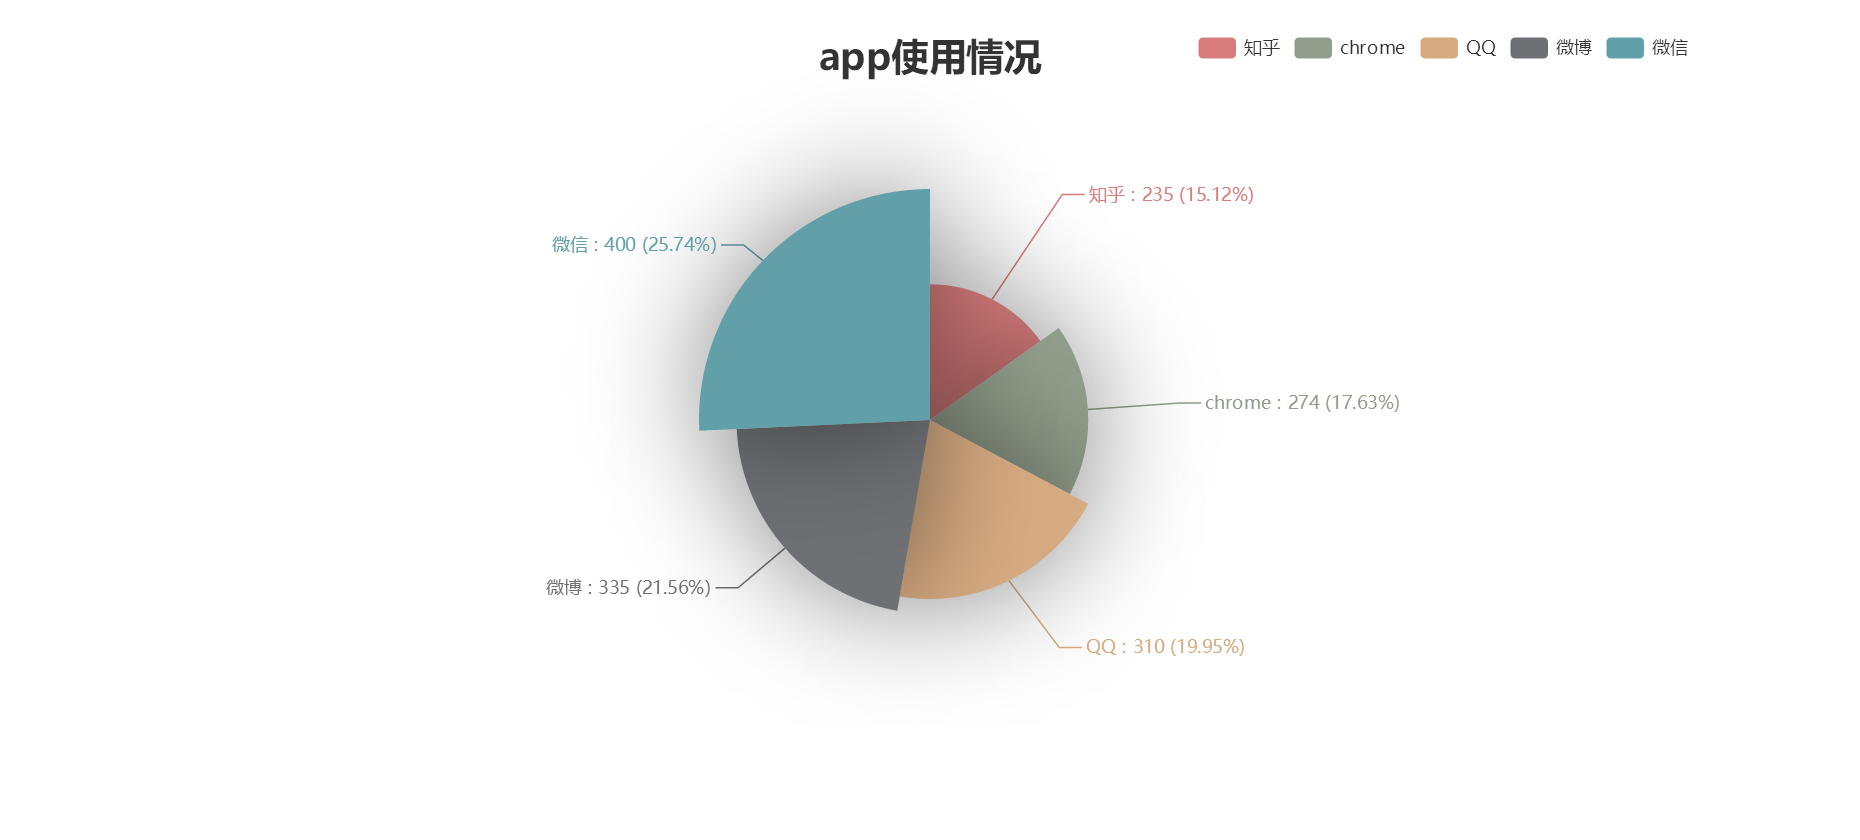 app使用情况
知乎 chrome QQ 微博 微信
知乎 : 235 (15.12%)
微信 : 400 (25.74%)
chrome : 274 (17.63%)
微博 : 335 (21.56%)
QQ : 310 (19.95%)